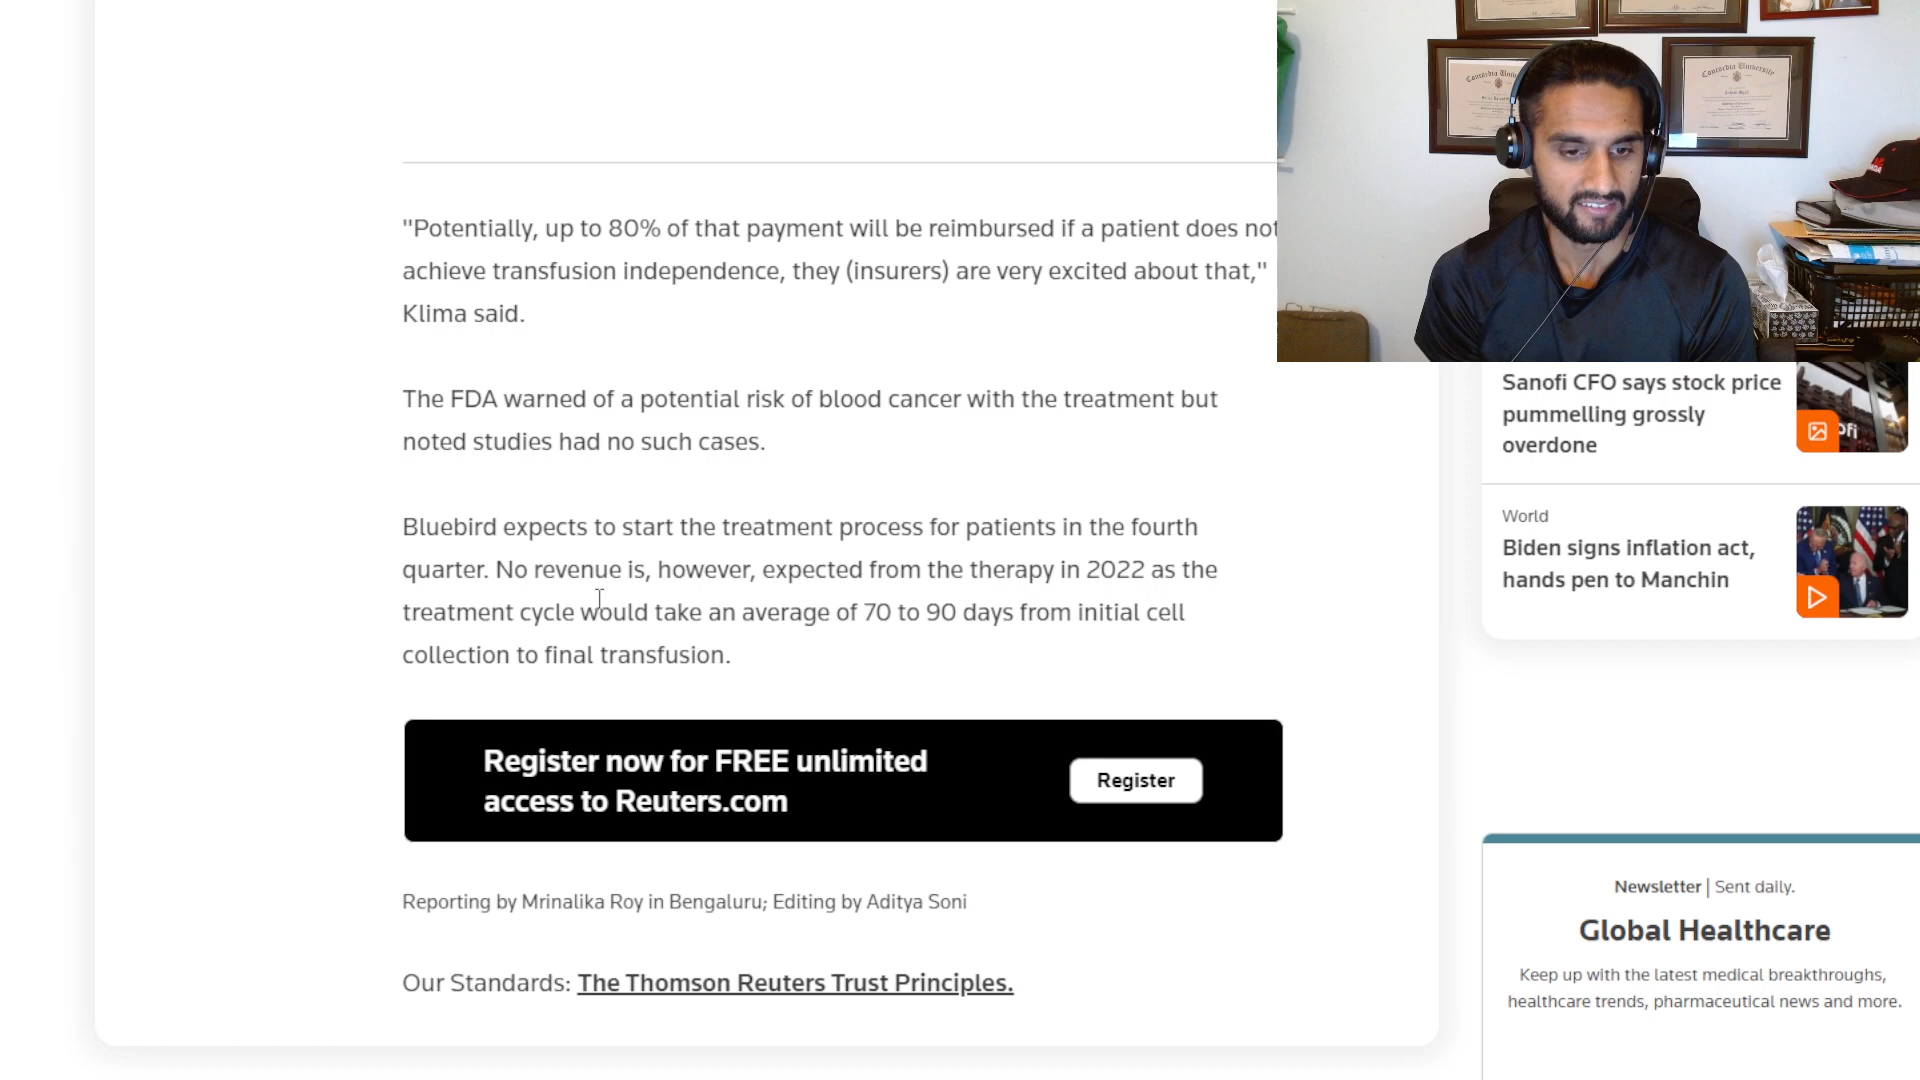 "Potentially, up to 80% of that payment will be reimbursed if a patient does not
achieve transfusion independence, they (insurers) are very excited about that,"
Klima said.
The FDA warned of a potential risk of blood cancer with the treatment but
noted studies had no such cases.
Bluebird expects to start the treatment process for patients in the fourth
quarter. No revenue is, however, expected from the therapy in 2022 as the
treatment cycle would take an average of 70 to 90 days from initial cell
collection to final transfusion.
Register now for FREE unlimited
access to Reuters.com
Register
Reporting by Mrinalika Roy in Bengaluru; Editing by Aditya Soni
Our Standards: The Thomson Reuters Trust Principles.
Concordia University
Sanofi CFO says stock price
pummelling grossly
overdone
World
Biden signs inflation act,
hands pen to Manchin
Newsletter | Sent daily.
Global Healthcare
Keep up with the latest medical breakthroughs,
healthcare trends, pharmaceutical news and more.